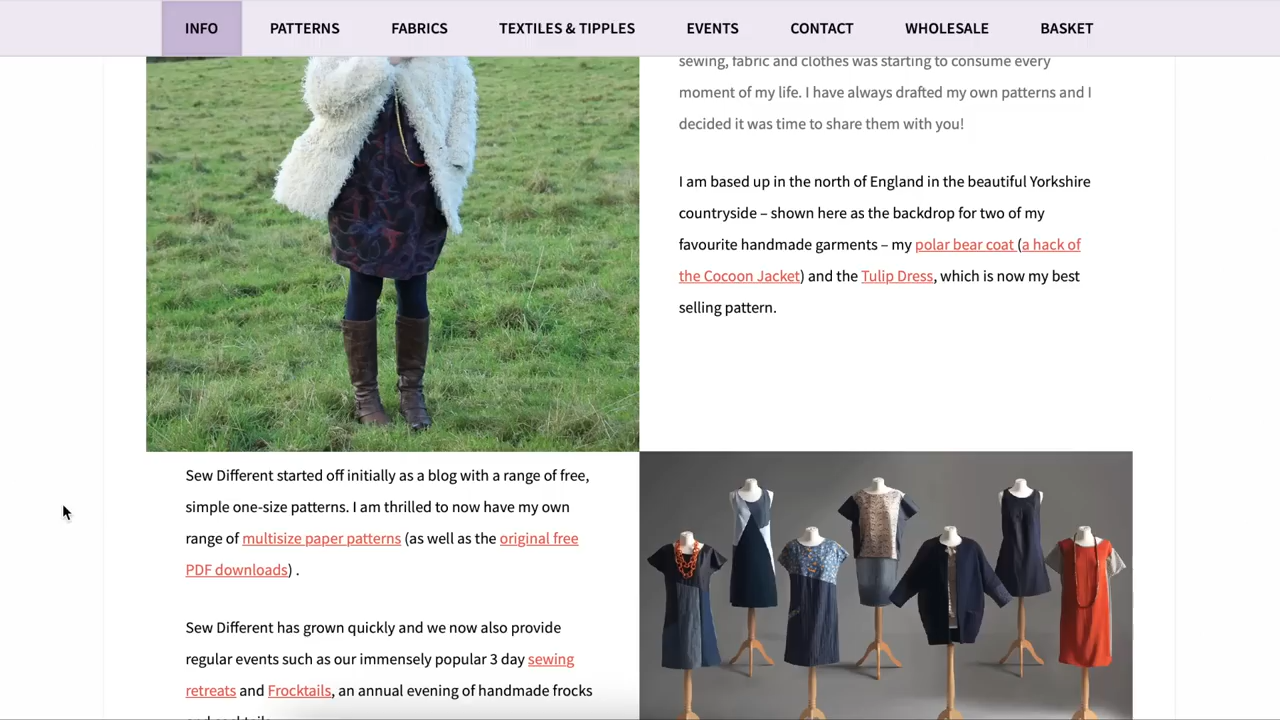 INFO PATTERNS FABRICS TEXTILES & TIPPLES EVENTS CONTACT WHOLESALE BASKET
sewing, fabric and clothes was starting to consume every
moment of my life. I have always drafted my own patterns and I
decided it was time to share them with you!
I am based up in the north of England in the beautiful Yorkshire
countryside – shown here as the backdrop for two of my
favourite handmade garments – my polar bear coat (a hack of
the Cocoon Jacket) and the Tulip Dress, which is now my best
selling pattern.
Sew Different started off initially as a blog with a range of free,
simple one-size patterns. I am thrilled to now have my own
range of multisize paper patterns (as well as the original free
PDF downloads) .
Sew Different has grown quickly and we now also provide
regular events such as our immensely popular 3 day sewing
retreats and Frocktails, an annual evening of handmade frocks